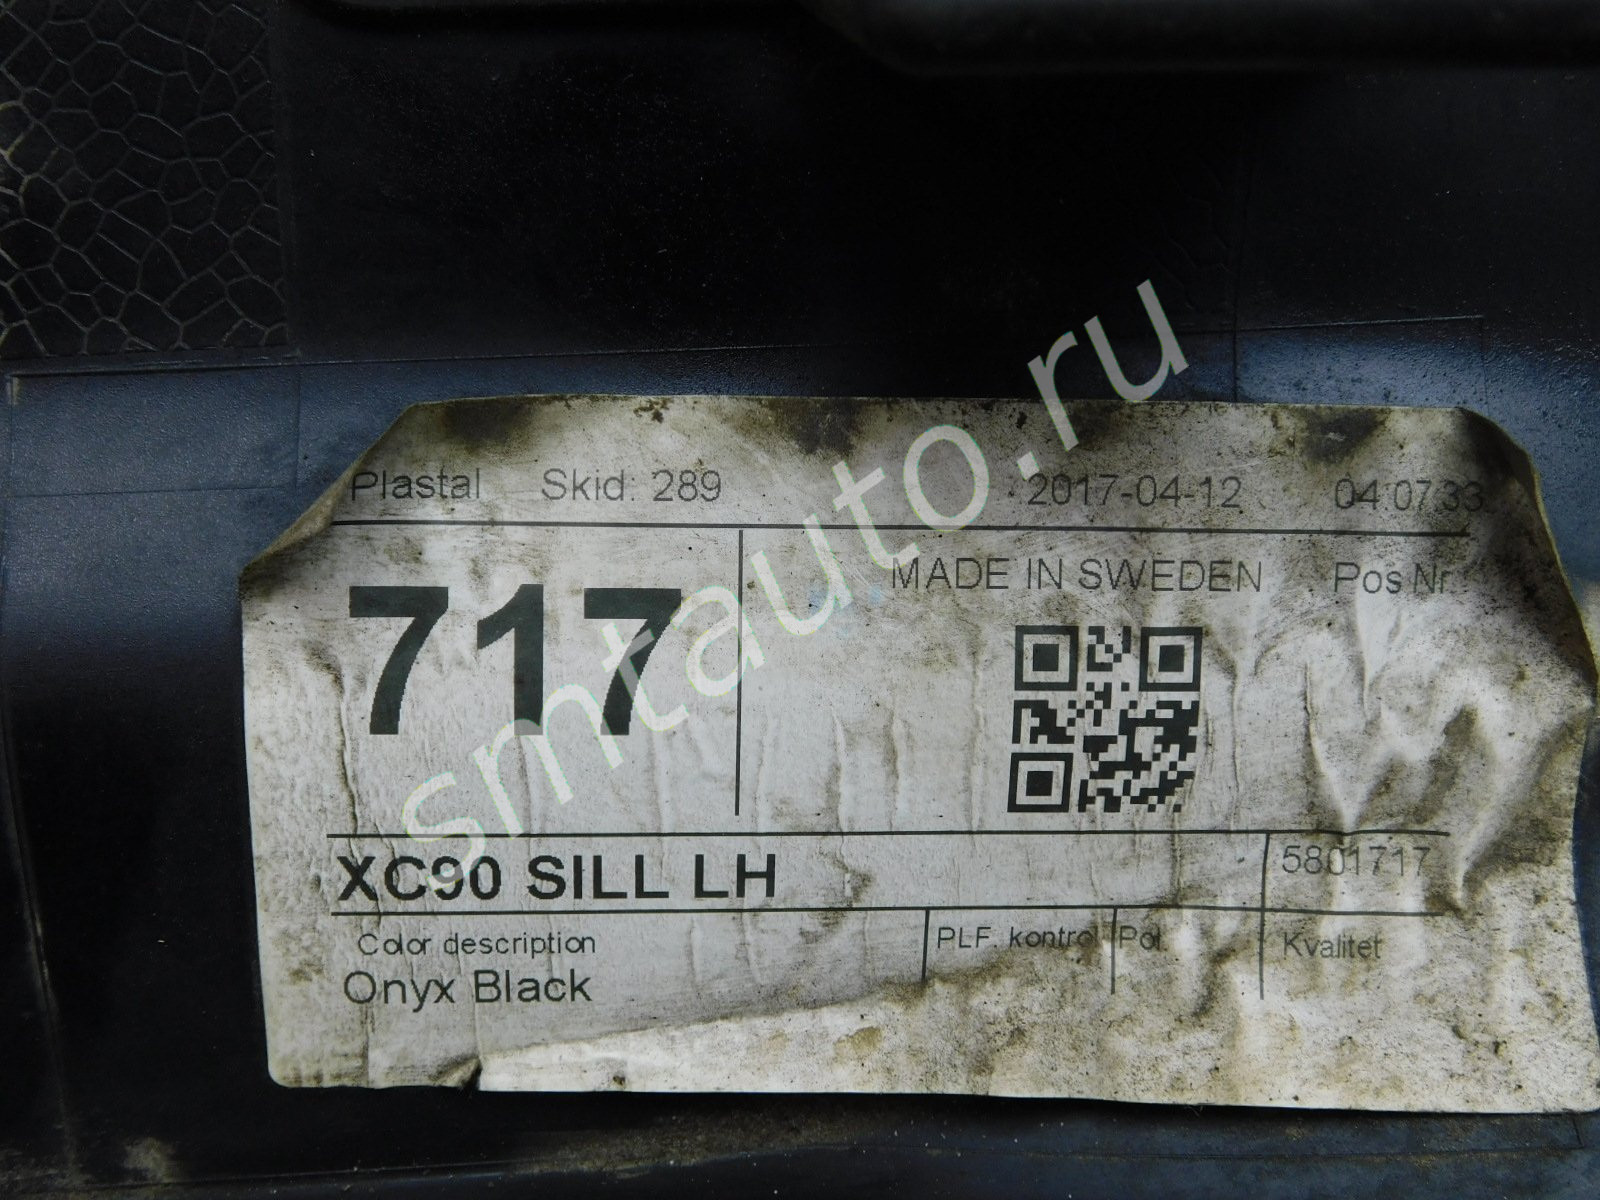 Plastal Skid: 289 2017-04-12 04:07:33
717 MADE IN SWEDEN Pos Nr
XC90 SILL LH 5801717
Color description PLF. kontrol Pol. Kvalitet
Onyx Black
smtauto.ru